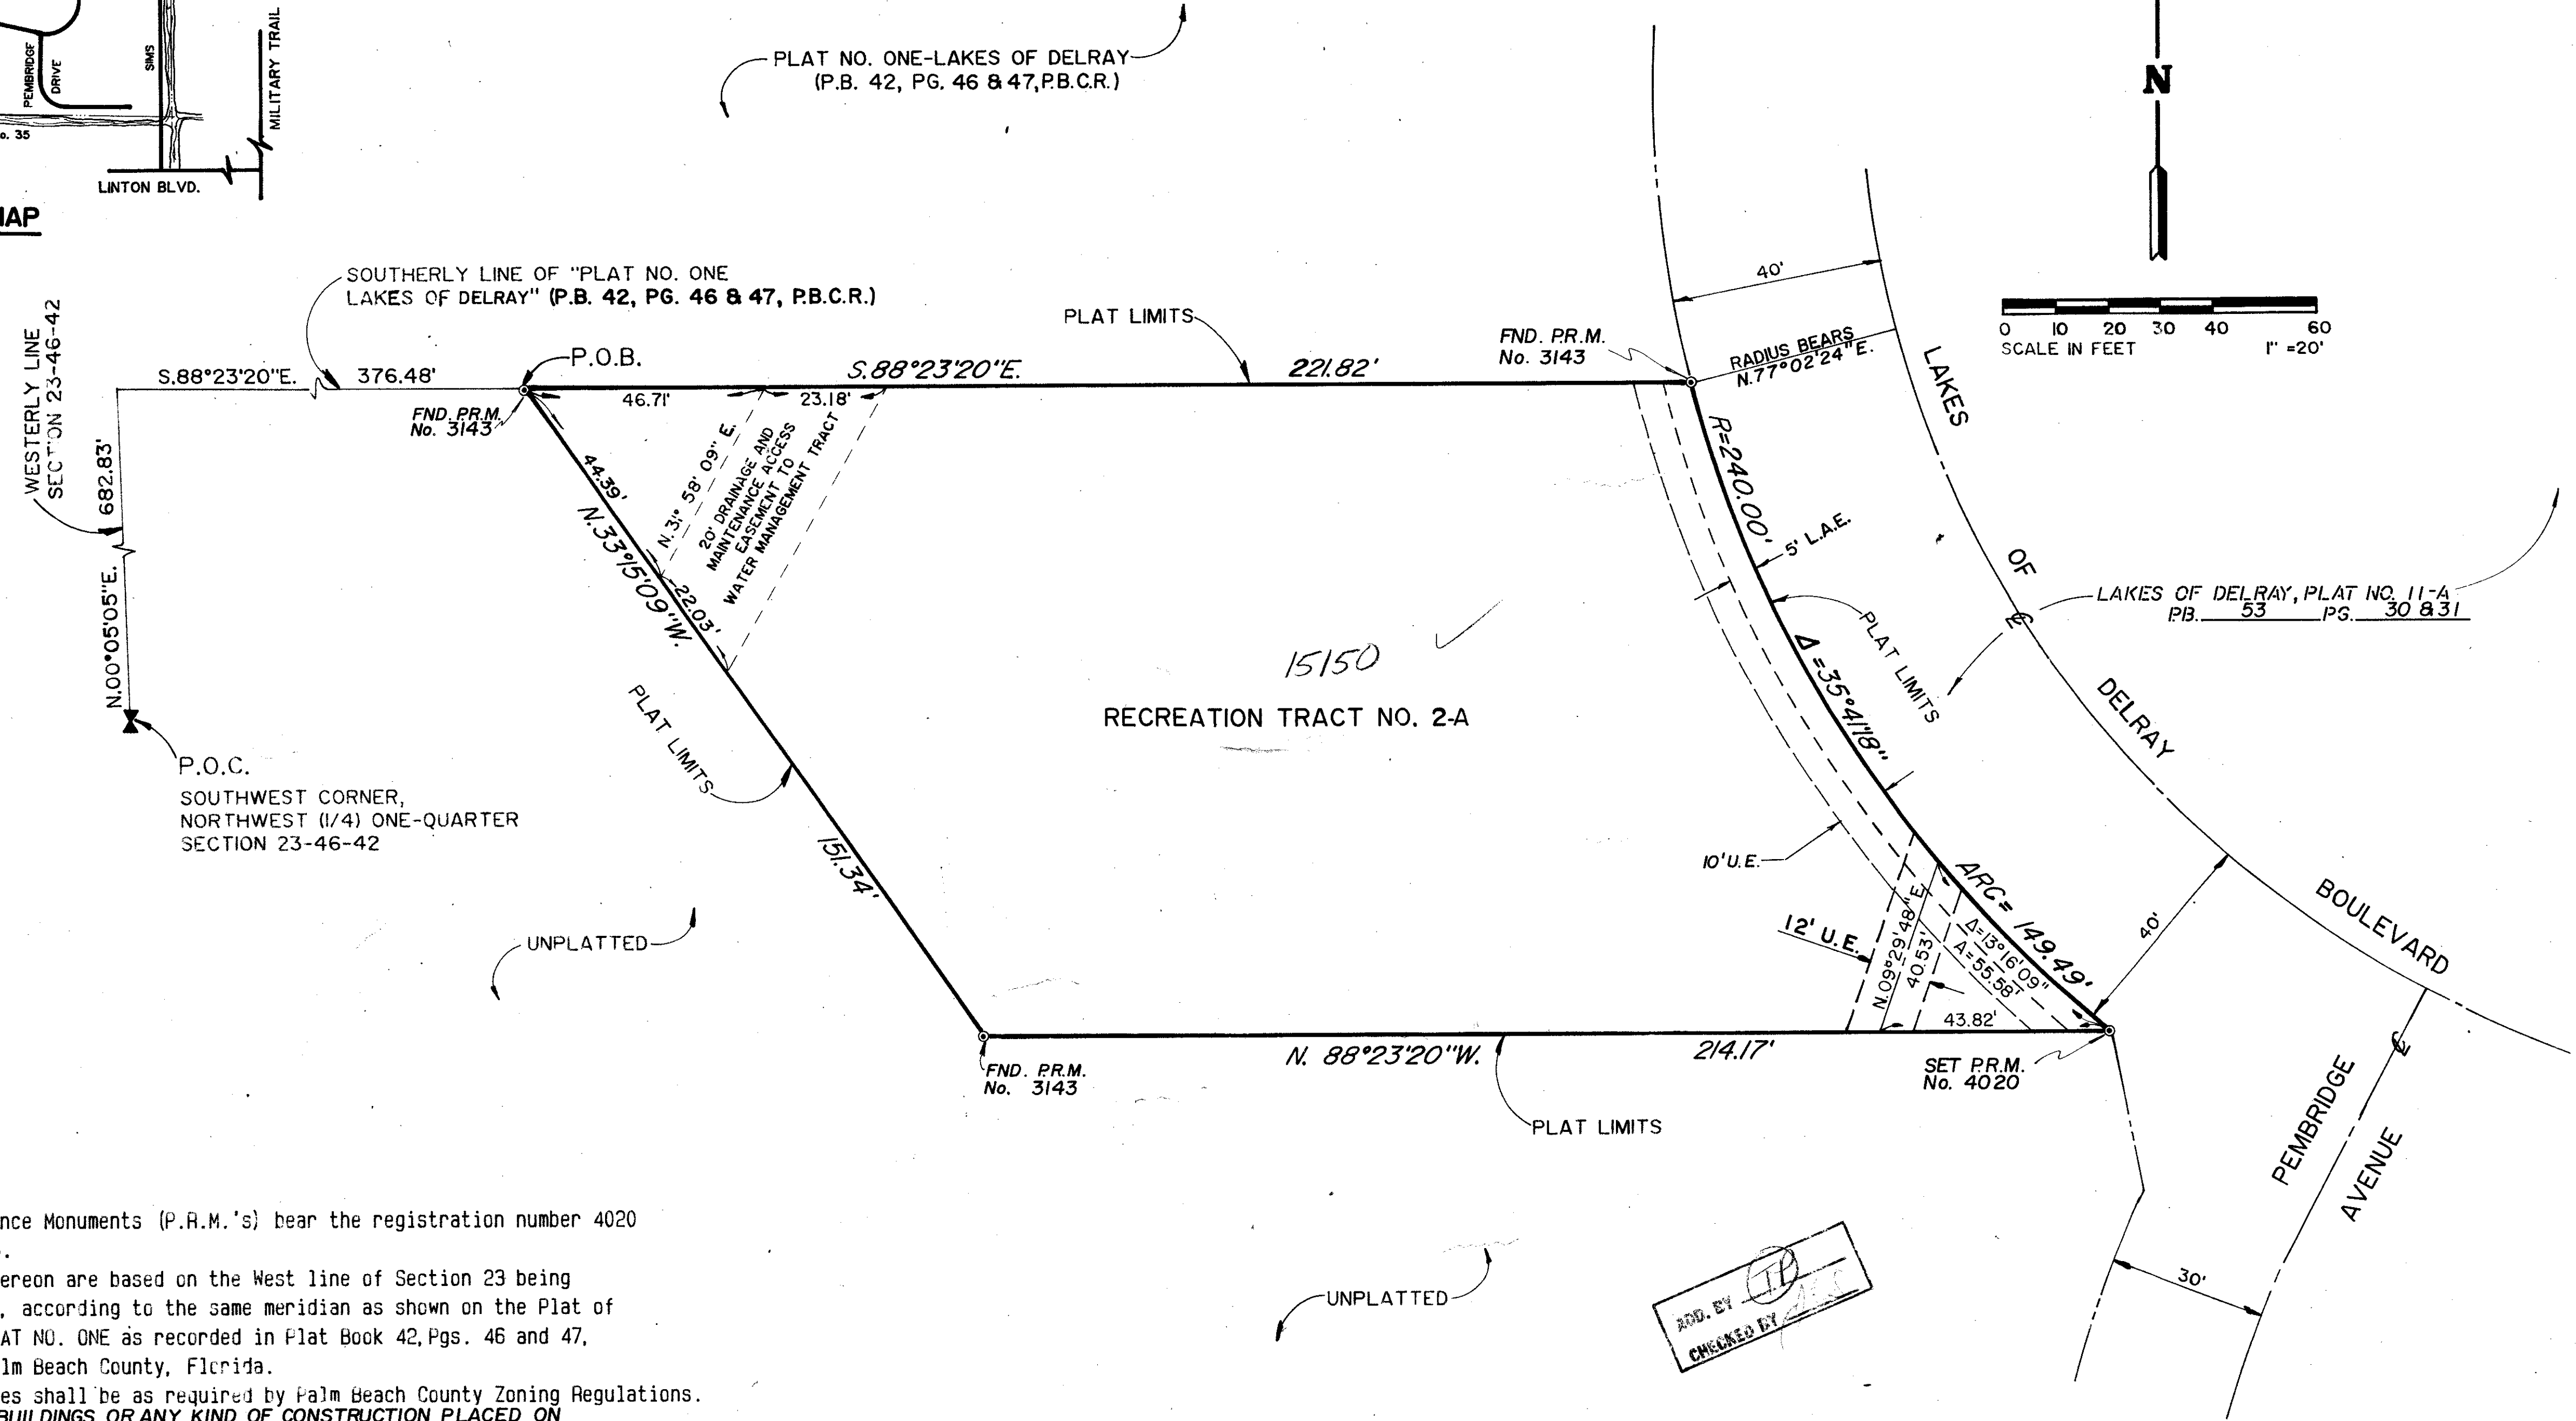 PEMBRIDGE
DRIVE
SIMS
MILITARY TRAIL
o. 35
LINTON BLVD.
MAP
PLAT NO. ONE-LAKES OF DELRAY
(P.B. 42, PG. 46 & 47, P.B.C.R.)
N
0 10 20 30 40 60
SCALE IN FEET 1" =20'
SOUTHERLY LINE OF "PLAT NO. ONE
LAKES OF DELRAY" (P.B. 42, PG. 46 & 47, P.B.C.R.)
WESTERLY LINE
SECTION 23-46-42
S.88°23'20"E. 376.48'
P.O.B.
FND. P.R.M.
No. 3143
682.83'
N.00°05'05"E.
P.O.C.
SOUTHWEST CORNER,
NORTHWEST (1/4) ONE-QUARTER
SECTION 23-46-42
S.88°23'20"E. 221.82'
PLAT LIMITS
46.71'
23.18'
FND. P.R.M.
No. 3143
40'
RADIUS BEARS
N.77°02'24"E.
44.39'
N.33°15'09"W.
22.03'
151.34'
N.31° 58' 09" E.
20' DRAINAGE AND
MAINTENANCE ACCESS
EASEMENT TO
WATER MANAGEMENT TRACT
PLAT LIMITS
15150
RECREATION TRACT NO. 2-A
R=240.00'
5' L.A.E.
Δ =35°41'18"
PLAT LIMITS
LAKES OF DELRAY BOULEVARD
LAKES OF DELRAY, PLAT NO. 11-A
P.B. 53 PG. 30 & 31
10' U.E.
12' U.E.
N.09°29'48"E.
40.53'
ARC= 149.49'
Δ=13°16'09"
A=55.58'
43.82'
40'
UNPLATTED
FND. P.R.M.
No. 3143
N. 88°23'20"W. 214.17'
SET P.R.M.
No. 4020
PLAT LIMITS
PEMBRIDGE
AVENUE
30'
UNPLATTED
ADD. BY
CHECKED BY
nce Monuments (P.R.M.'s) bear the registration number 4020
ereon are based on the West line of Section 23 being
, according to the same meridian as shown on the Plat of
AT NO. ONE as recorded in Plat Book 42, Pgs. 46 and 47,
lm Beach County, Florida.
es shall be as required by Palm Beach County Zoning Regulations.
BUILDINGS OR ANY KIND OF CONSTRUCTION PLACED ON